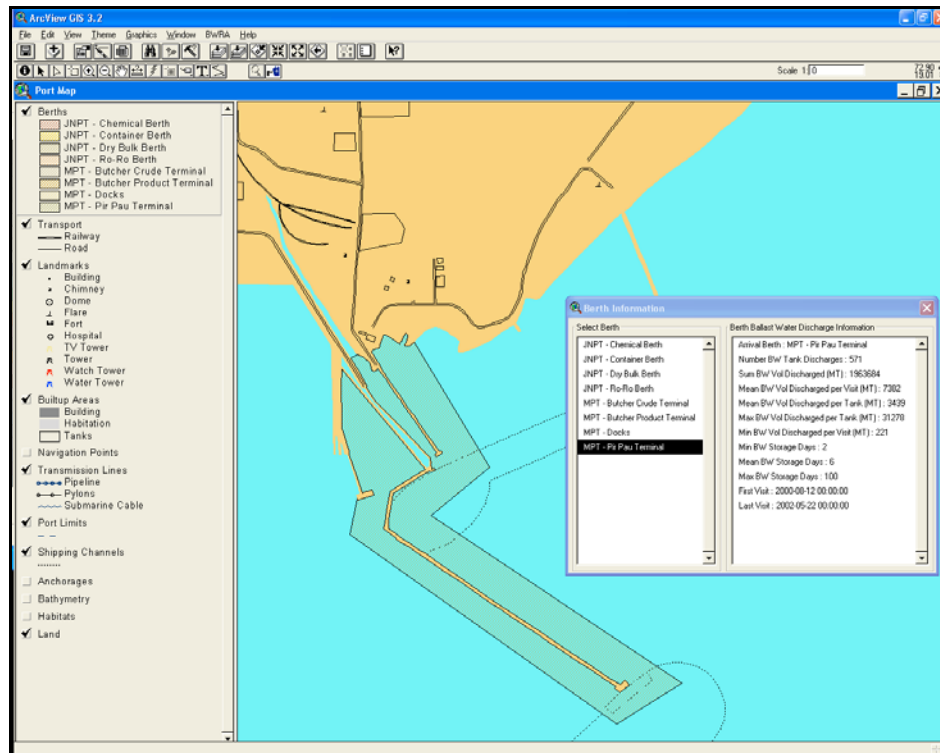 ArcView GIS 3.2
File Edit View Theme Graphics Window BWRA Help
Scale 1: 0
72.90
19.01
Port Map
Berths
JNPT - Chemical Berth
JNPT - Container Berth
JNPT - Dry Bulk Berth
JNPT - Ro-Ro Berth
MPT - Butcher Crude Terminal
MPT - Butcher Product Terminal
MPT - Docks
MPT - Pir Pau Terminal
Transport
Railway
Road
Landmarks
Building
Chimney
Dome
Flare
Fort
Hospital
TV Tower
Tower
Watch Tower
Water Tower
Builtup Areas
Building
Habitation
Tanks
Navigation Points
Transmission Lines
Pipeline
Pylons
Submarine Cable
Port Limits
Shipping Channels
Anchorages
Bathymetry
Habitats
Land
Berth Information
Select Berth
JNPT - Chemical Berth
JNPT - Container Berth
JNPT - Dry Bulk Berth
JNPT - Ro-Ro Berth
MPT - Butcher Crude Terminal
MPT - Butcher Product Terminal
MPT - Docks
MPT - Pir Pau Terminal
Berth Ballast Water Discharge Information
Arrival Berth : MPT - Pir Pau Terminal
Number BW Tank Discharges : 571
Sum BW Vol Discharged (MT) : 1963684
Mean BW Vol Discharged per Visit (MT) : 7382
Mean BW Vol Discharged per Tank (MT) : 3439
Max BW Vol Discharged per Tank (MT) : 31278
Min BW Vol Discharged per Visit (MT) : 221
Min BW Storage Days : 2
Mean BW Storage Days : 6
Max BW Storage Days : 100
First Visit : 2000-08-12 00:00:00
Last Visit : 2002-05-22 00:00:00